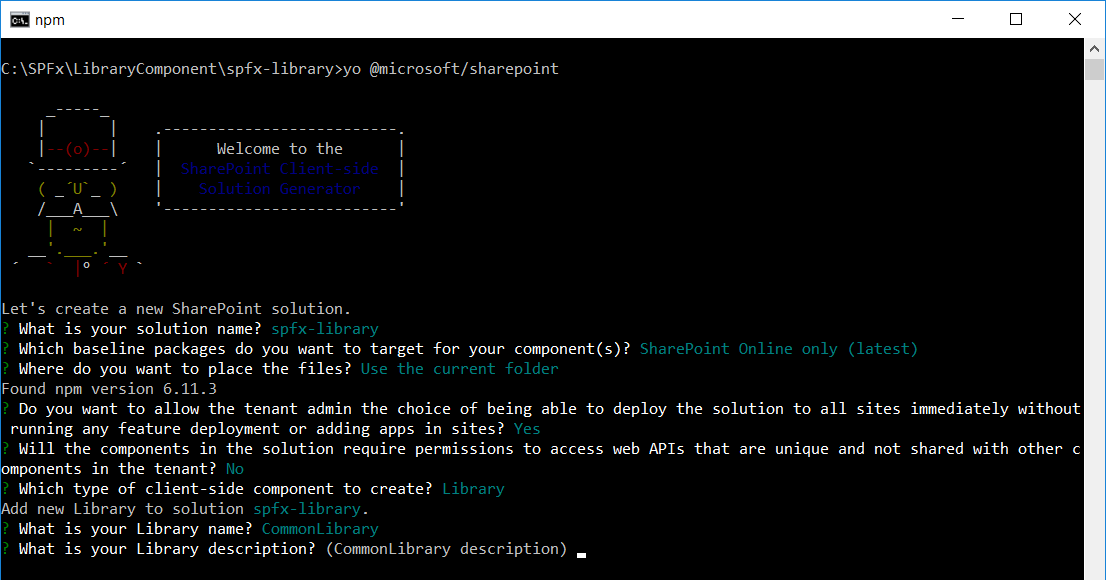 npm
C:\SPFx\LibraryComponent\spfx-library>yo @microsoft/sharepoint
Welcome to the
SharePoint Client-side
Solution Generator
Let's create a new SharePoint solution.
? What is your solution name? spfx-library
? Which baseline packages do you want to target for your component(s)? SharePoint Online only (latest)
? Where do you want to place the files? Use the current folder
Found npm version 6.11.3
? Do you want to allow the tenant admin the choice of being able to deploy the solution to all sites immediately without
running any feature deployment or adding apps in sites? Yes
? Will the components in the solution require permissions to access web APIs that are unique and not shared with other c
omponents in the tenant? No
? Which type of client-side component to create? Library
Add new Library to solution spfx-library.
? What is your Library name? CommonLibrary
? What is your Library description? (CommonLibrary description)